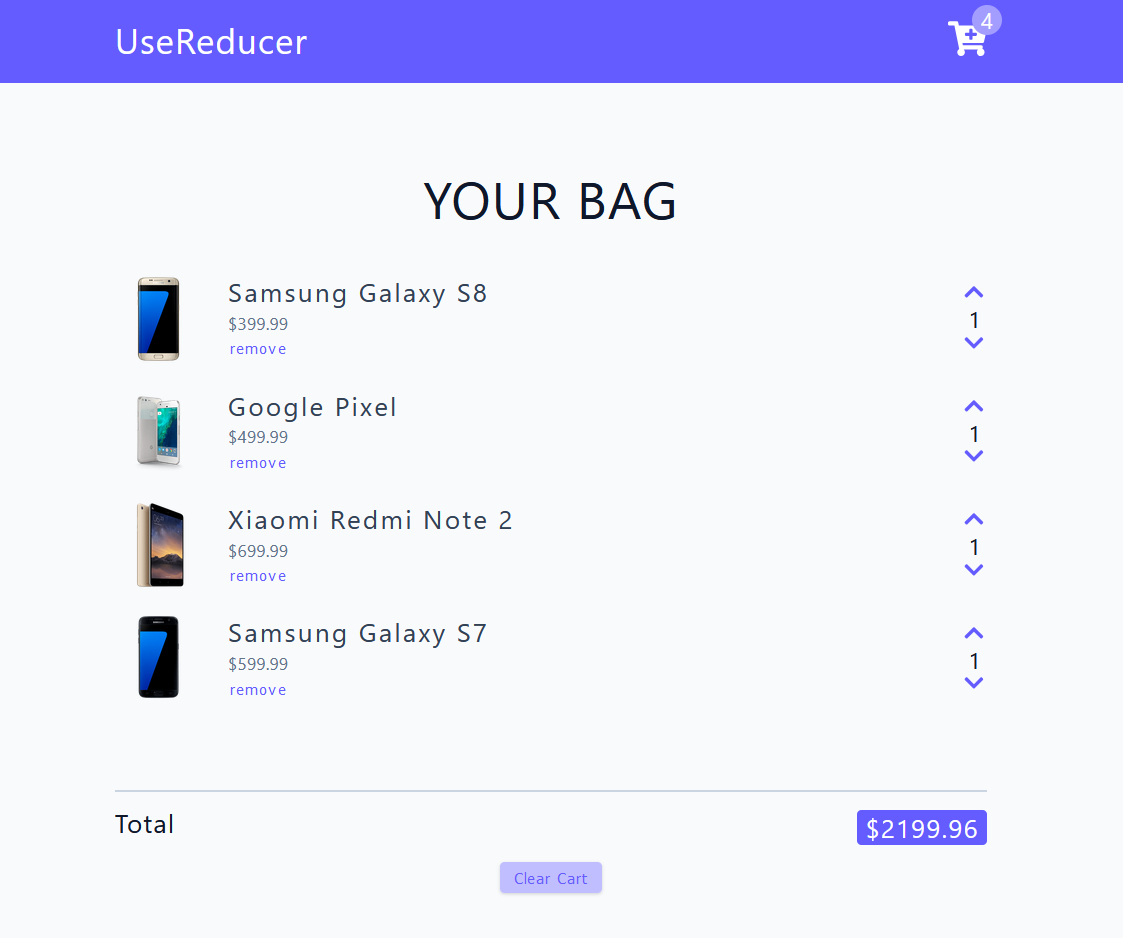 UseReducer
4
YOUR BAG
Samsung Galaxy S8
$399.99
remove
1
Google Pixel
$499.99
remove
1
Xiaomi Redmi Note 2
$699.99
remove
1
Samsung Galaxy S7
$599.99
remove
1
Total
$2199.96
Clear Cart